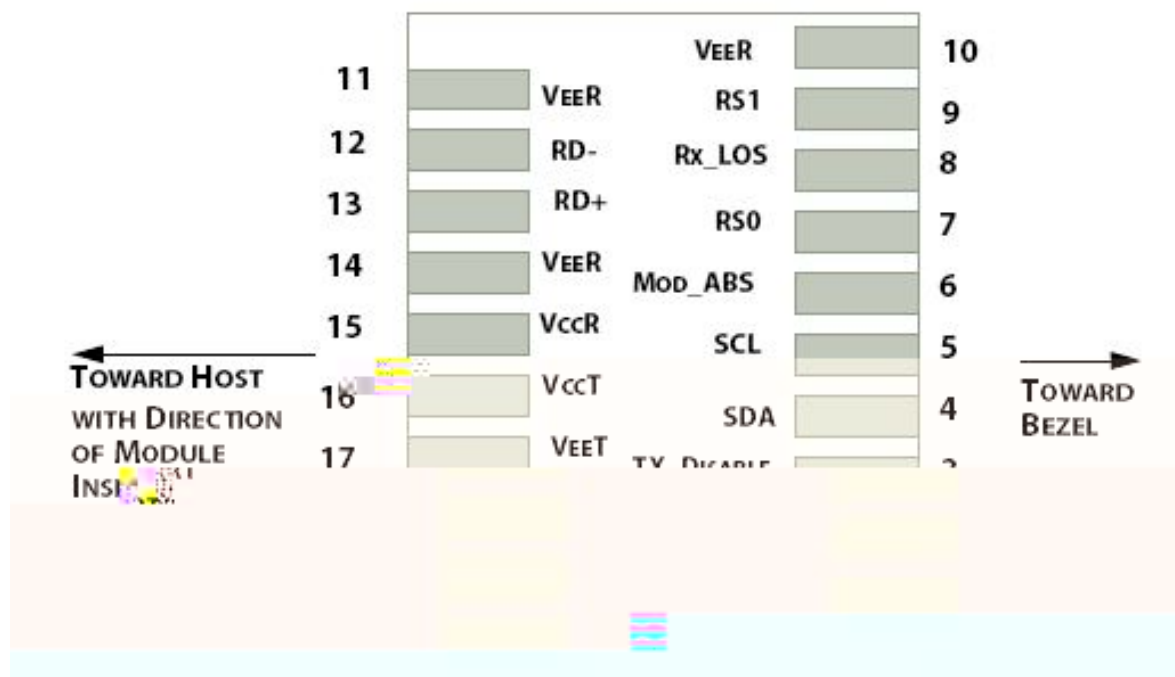 VEER 10
11 VEER
RS1 9
12 RD-
Rx_LOS 8
13 RD+
RS0 7
14 VEER
MOD_ABS 6
15 VCCR
SCL 5
TOWARD HOST
WITH DIRECTION
OF MODULE
16 VCCT
SDA 4
TOWARD
BEZEL
17 VEET